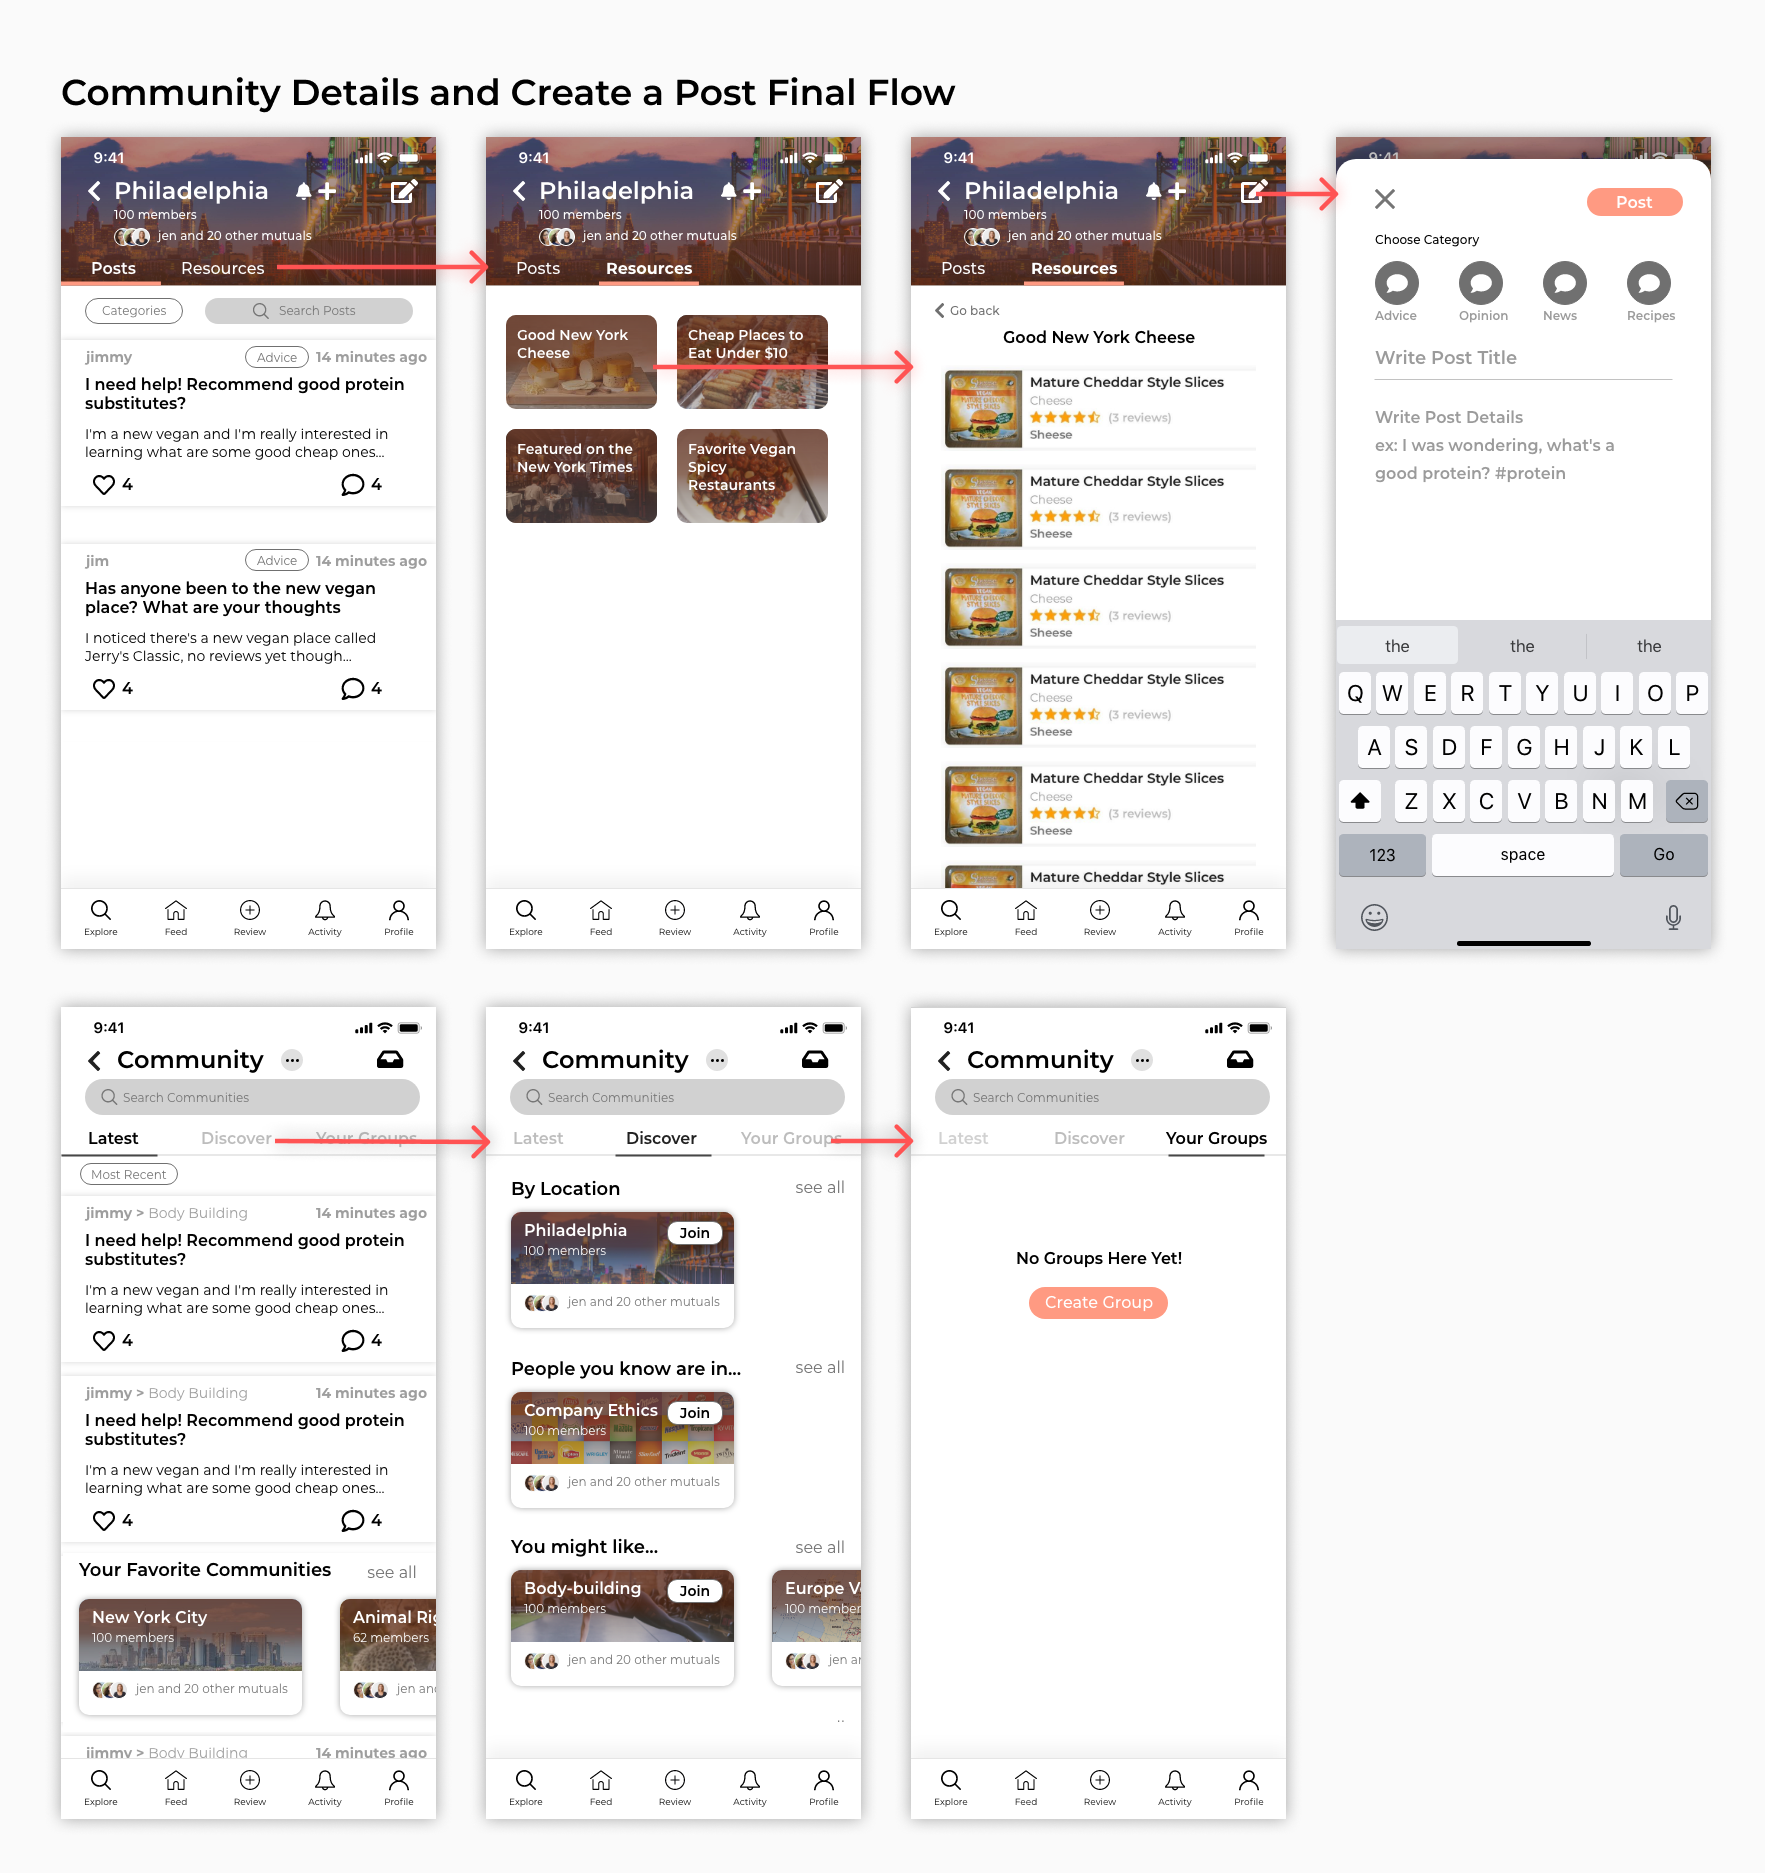 Community Details and Create a Post Final Flow
9:41
Philadelphia
100 members
jen and 20 other mutuals
Posts Resources
Categories Search Posts
jimmy Advice 14 minutes ago
I need help! Recommend good protein
substitutes?
I'm a new vegan and I'm really interested in
learning what are some good cheap ones...
4 4
jim Advice 14 minutes ago
Has anyone been to the new vegan
place? What are your thoughts
I noticed there's a new vegan place called
Jerry's Classic, no reviews yet though...
4 4
Explore Feed Review Activity Profile
9:41
Philadelphia
100 members
jen and 20 other mutuals
Posts Resources
Good New York
Cheese
Cheap Places to
Eat Under $10
Featured on the
New York Times
Favorite Vegan
Spicy
Restaurants
Explore Feed Review Activity Profile
9:41
Philadelphia
100 members
jen and 20 other mutuals
Posts Resources
Go back
Good New York Cheese
Mature Cheddar Style Slices
Cheese
(3 reviews)
Sheese
Mature Cheddar Style Slices
Cheese
(3 reviews)
Sheese
Mature Cheddar Style Slices
Cheese
(3 reviews)
Sheese
Mature Cheddar Style Slices
Cheese
(3 reviews)
Sheese
Mature Cheddar Style Slices
Cheese
(3 reviews)
Sheese
Mature Cheddar Style Slices
Explore Feed Review Activity Profile
9:41
Post
Choose Category
Advice Opinion News Recipes
Write Post Title
Write Post Details
ex: I was wondering, what's a
good protein? #protein
the the the
Q W E R T Y U I O P
A S D F G H J K L
Z X C V B N M
123 space Go
9:41
Community
Search Communities
Latest Discover Your Groups
Most Recent
jimmy > Body Building 14 minutes ago
I need help! Recommend good protein
substitutes?
I'm a new vegan and I'm really interested in
learning what are some good cheap ones...
4 4
jimmy > Body Building 14 minutes ago
I need help! Recommend good protein
substitutes?
I'm a new vegan and I'm really interested in
learning what are some good cheap ones...
4 4
Your Favorite Communities see all
New York City
100 members
jen and 20 other mutuals
Animal Rig
62 members
jen and
jimmy > Body Building 14 minutes ago
Explore Feed Review Activity Profile
9:41
Community
Search Communities
Latest Discover Your Groups
By Location see all
Philadelphia Join
100 members
jen and 20 other mutuals
People you know are in... see all
Company Ethics Join
100 members
jen and 20 other mutuals
You might like... see all
Body-building Join
100 members
jen and 20 other mutuals
Europe V
100 member
jen ar
..
Explore Feed Review Activity Profile
9:41
Community
Search Communities
Latest Discover Your Groups
No Groups Here Yet!
Create Group
Explore Feed Review Activity Profile